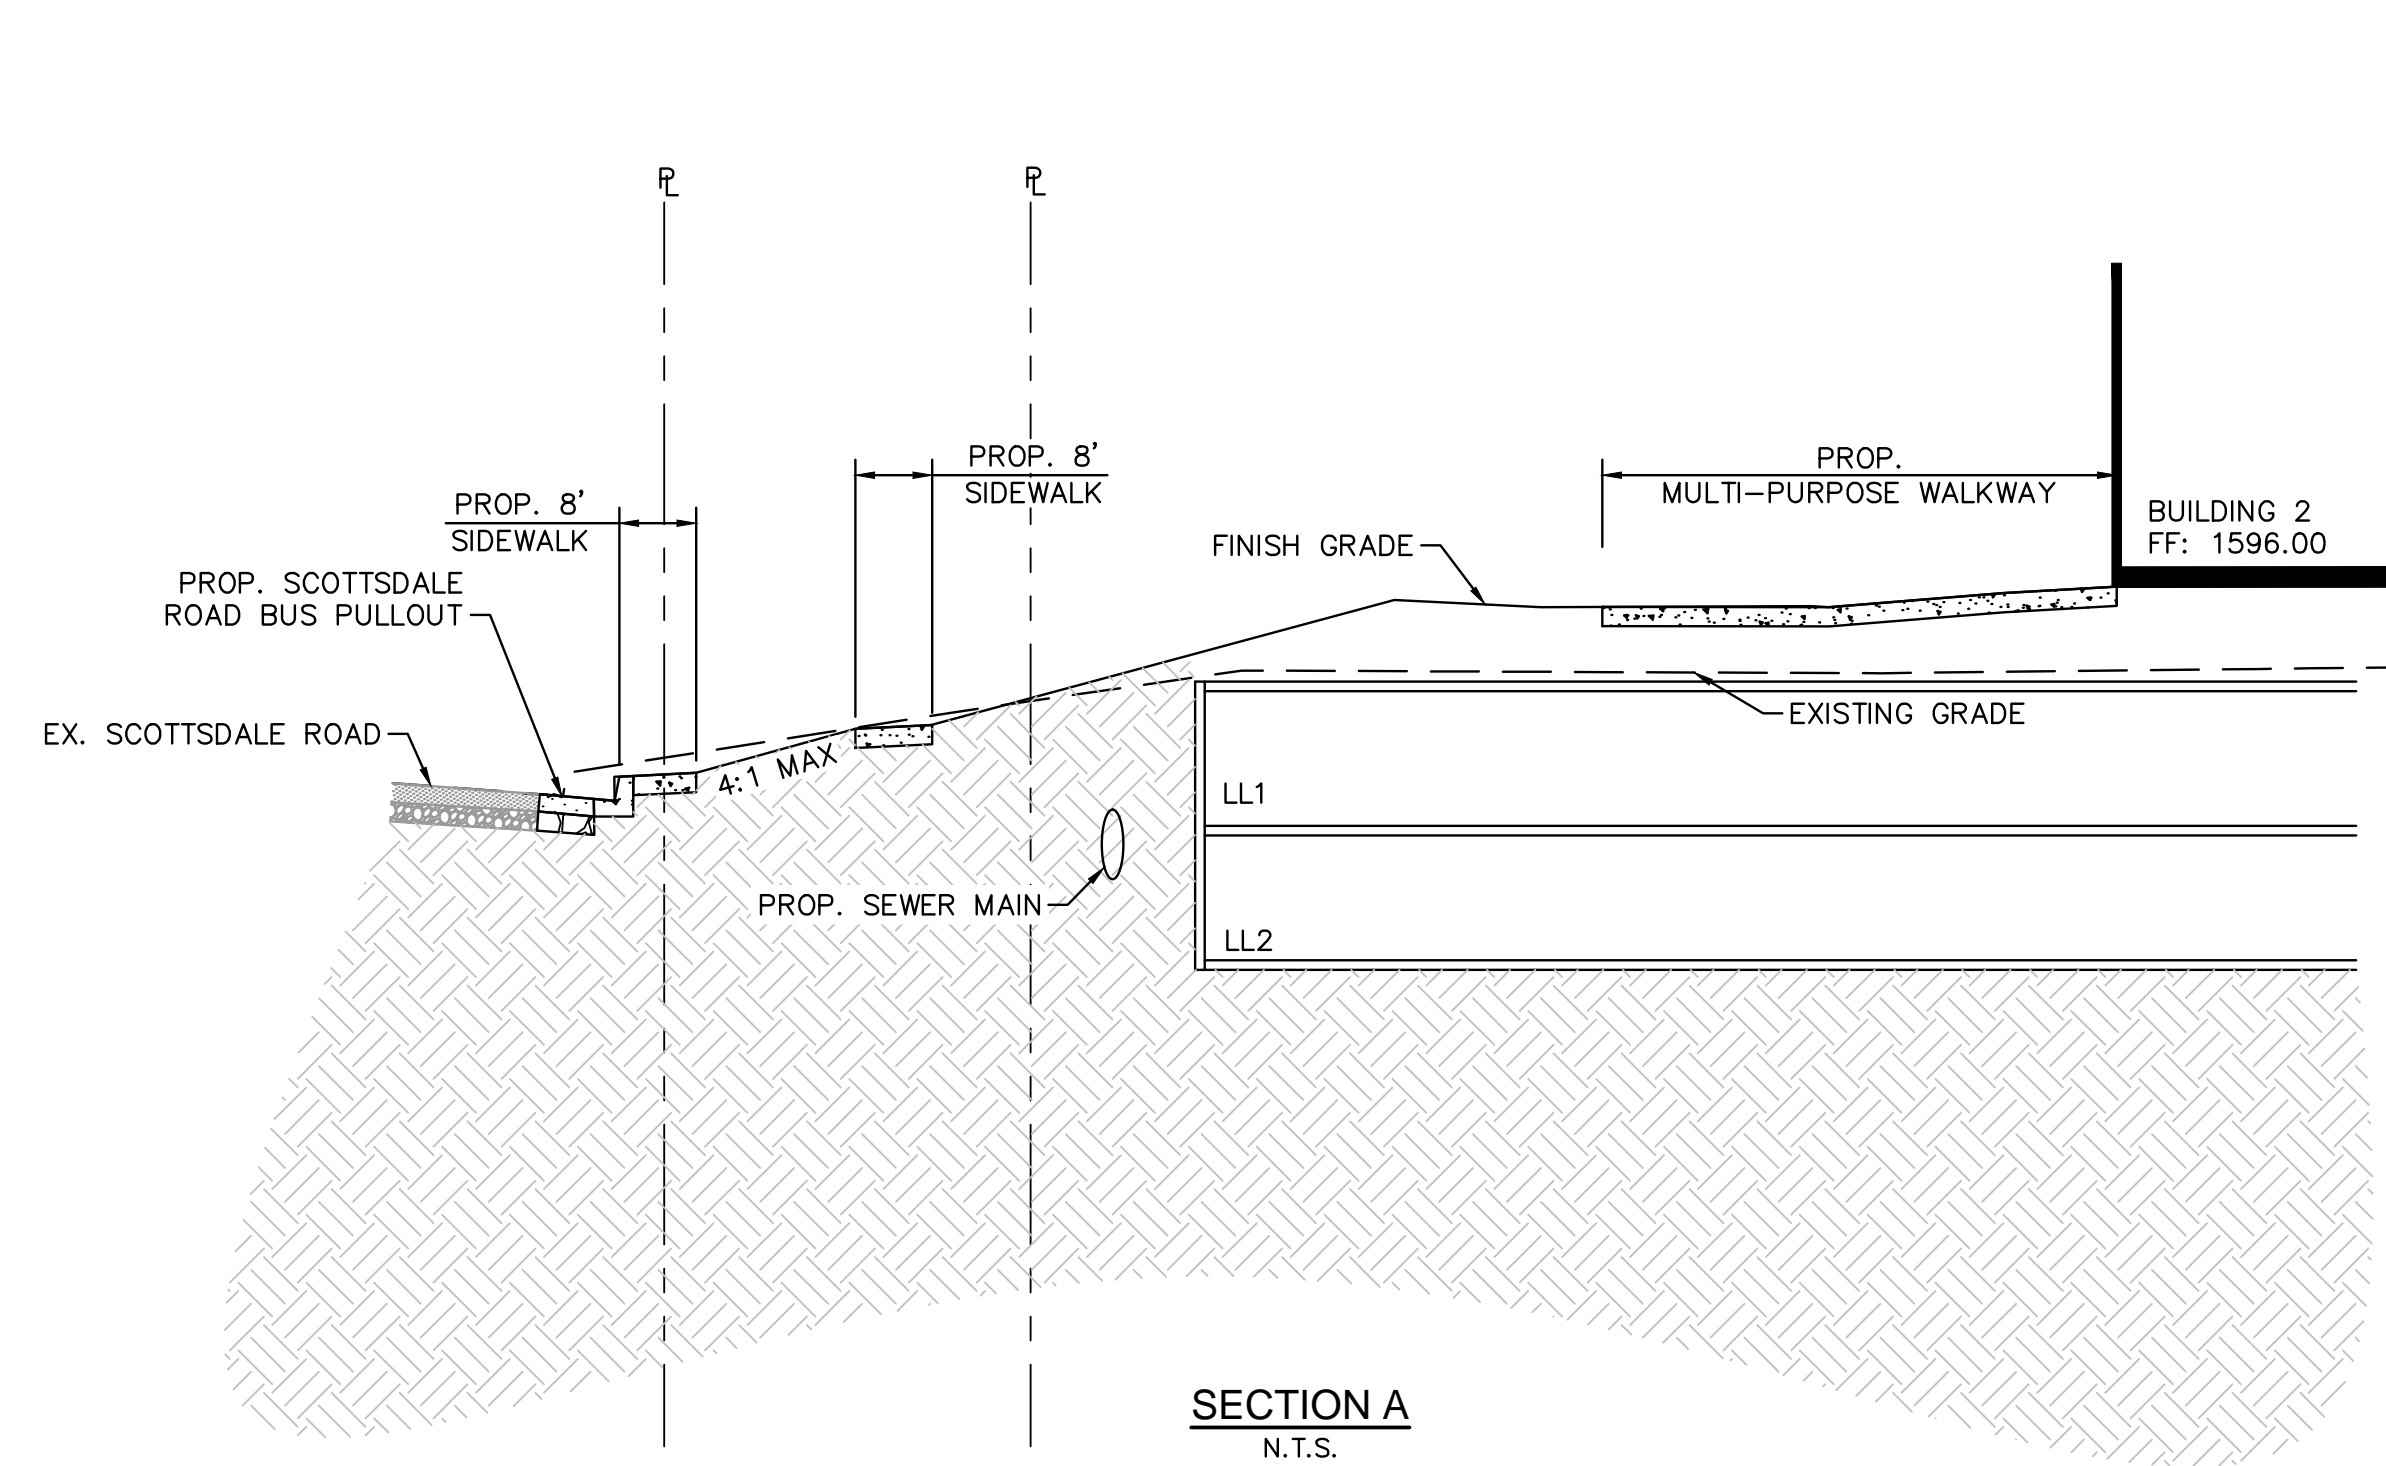 PL
PL
PROP. 8'
SIDEWALK
PROP. 8'
SIDEWALK
PROP.
MULTI-PURPOSE WALKWAY
BUILDING 2
FF: 1596.00
FINISH GRADE
PROP. SCOTTSDALE
ROAD BUS PULLOUT
EX. SCOTTSDALE ROAD
4:1 MAX
EXISTING GRADE
LL1
PROP. SEWER MAIN
LL2
SECTION A
N.T.S.